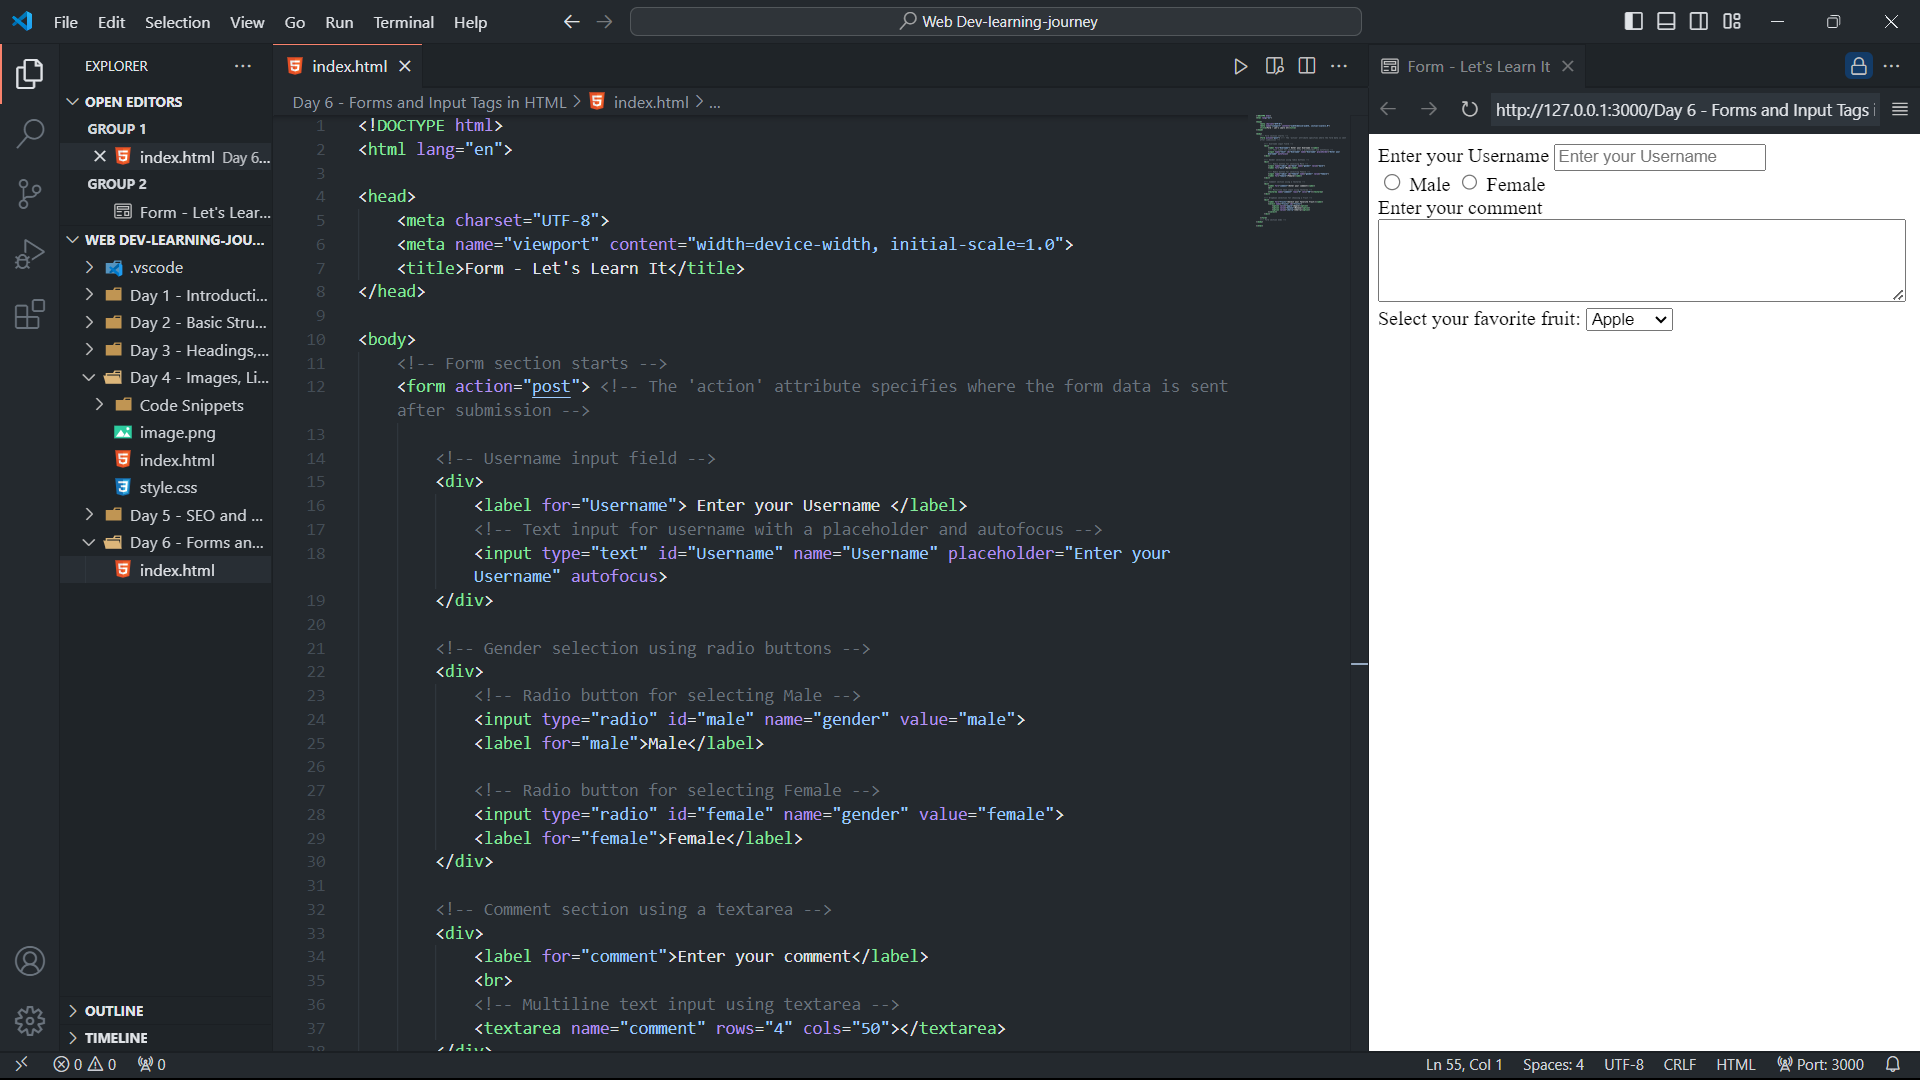 File Edit Selection View Go Run Terminal Help
Web Dev-learning-journey
EXPLORER
OPEN EDITORS
GROUP 1
index.html Day 6...
GROUP 2
Form - Let's Lear...
WEB DEV-LEARNING-JOU...
.vscode
Day 1 - Introducti...
Day 2 - Basic Stru...
Day 3 - Headings,...
Day 4 - Images, Li...
Code Snippets
image.png
index.html
style.css
Day 5 - SEO and ...
Day 6 - Forms an...
index.html
OUTLINE
TIMELINE
index.html
Day 6 - Forms and Input Tags in HTML > index.html > ...
1 <!DOCTYPE html>
2 <html lang="en">
3
4 <head>
5 <meta charset="UTF-8">
6 <meta name="viewport" content="width=device-width, initial-scale=1.0">
7 <title>Form - Let's Learn It</title>
8 </head>
9
10 <body>
11 <!-- Form section starts -->
12 <form action="post"> <!-- The 'action' attribute specifies where the form data is sent
after submission -->
13
14 <!-- Username input field -->
15 <div>
16 <label for="Username"> Enter your Username </label>
17 <!-- Text input for username with a placeholder and autofocus -->
18 <input type="text" id="Username" name="Username" placeholder="Enter your
Username" autofocus>
19 </div>
20
21 <!-- Gender selection using radio buttons -->
22 <div>
23 <!-- Radio button for selecting Male -->
24 <input type="radio" id="male" name="gender" value="male">
25 <label for="male">Male</label>
26
27 <!-- Radio button for selecting Female -->
28 <input type="radio" id="female" name="gender" value="female">
29 <label for="female">Female</label>
30 </div>
31
32 <!-- Comment section using a textarea -->
33 <div>
34 <label for="comment">Enter your comment</label>
35 <br>
36 <!-- Multiline text input using textarea -->
37 <textarea name="comment" rows="4" cols="50"></textarea>
38 </div>
Form - Let's Learn It
http://127.0.0.1:3000/Day 6 - Forms and Input Tags
Enter your Username Enter your Username
Male Female
Enter your comment
Select your favorite fruit: Apple
0 0 0
Ln 55, Col 1 Spaces: 4 UTF-8 CRLF HTML Port: 3000